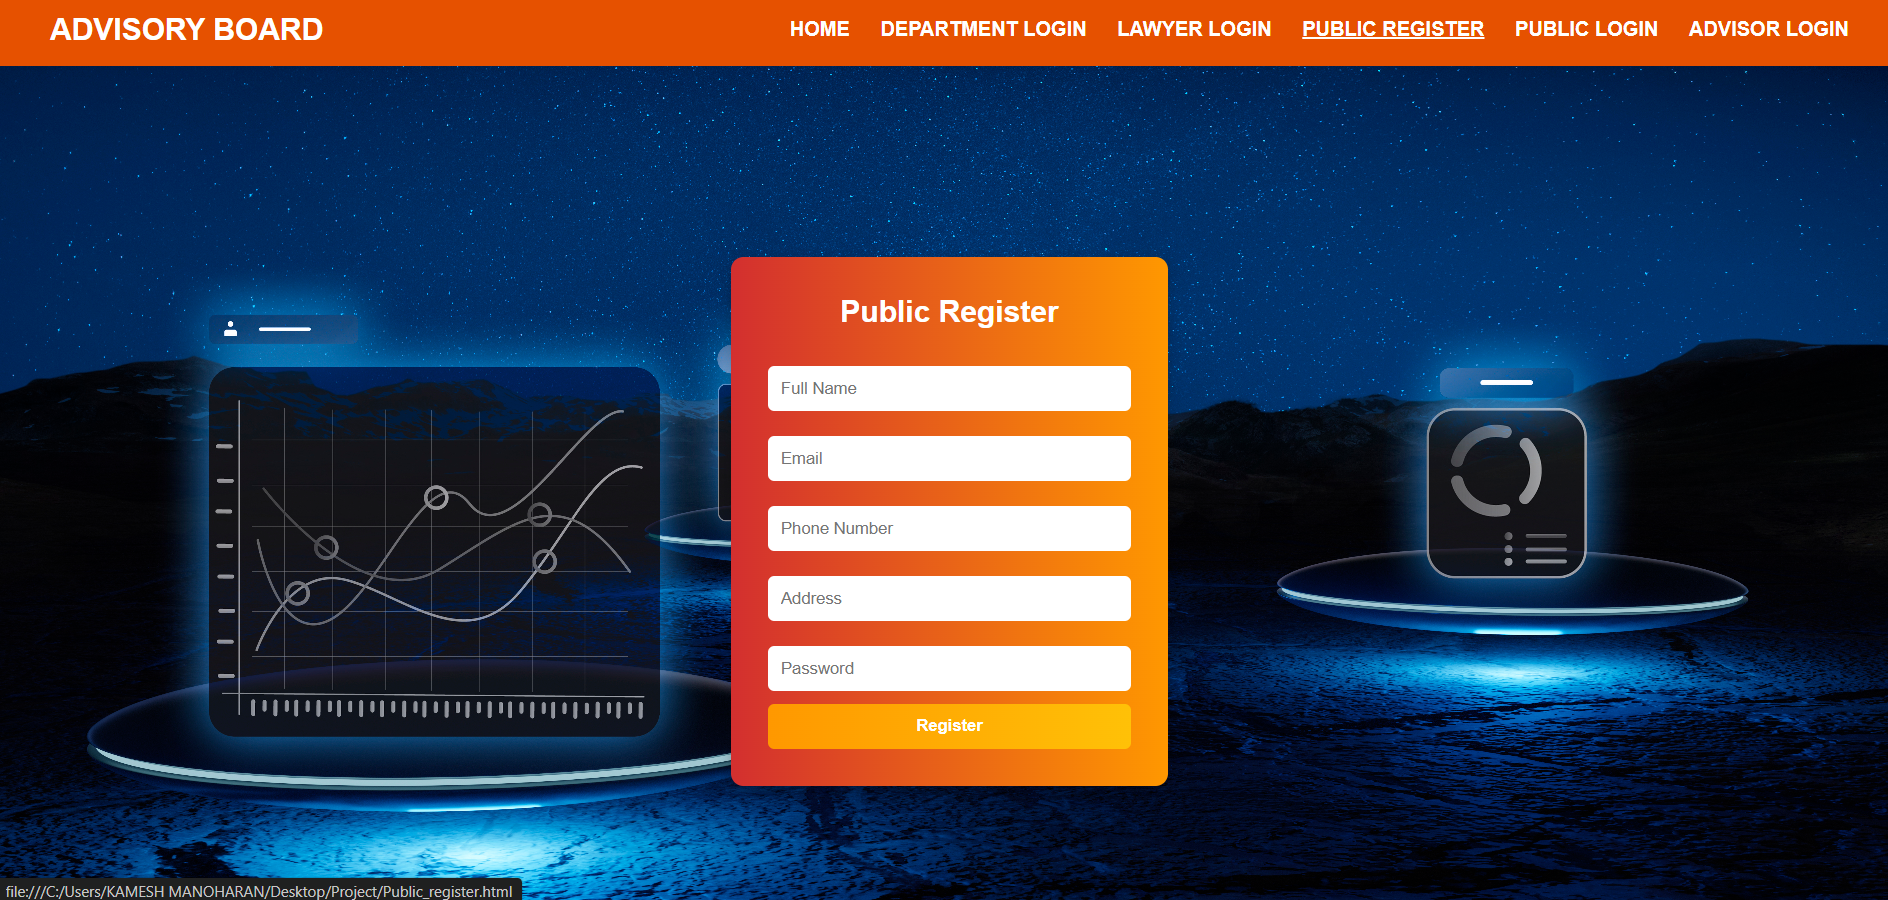 ADVISORY BOARD
HOME DEPARTMENT LOGIN LAWYER LOGIN PUBLIC REGISTER PUBLIC LOGIN ADVISOR LOGIN
Public Register
Full Name
Email
Phone Number
Address
Password
Register
file:///C:/Users/KAMESH MANOHARAN/Desktop/Project/Public_register.html